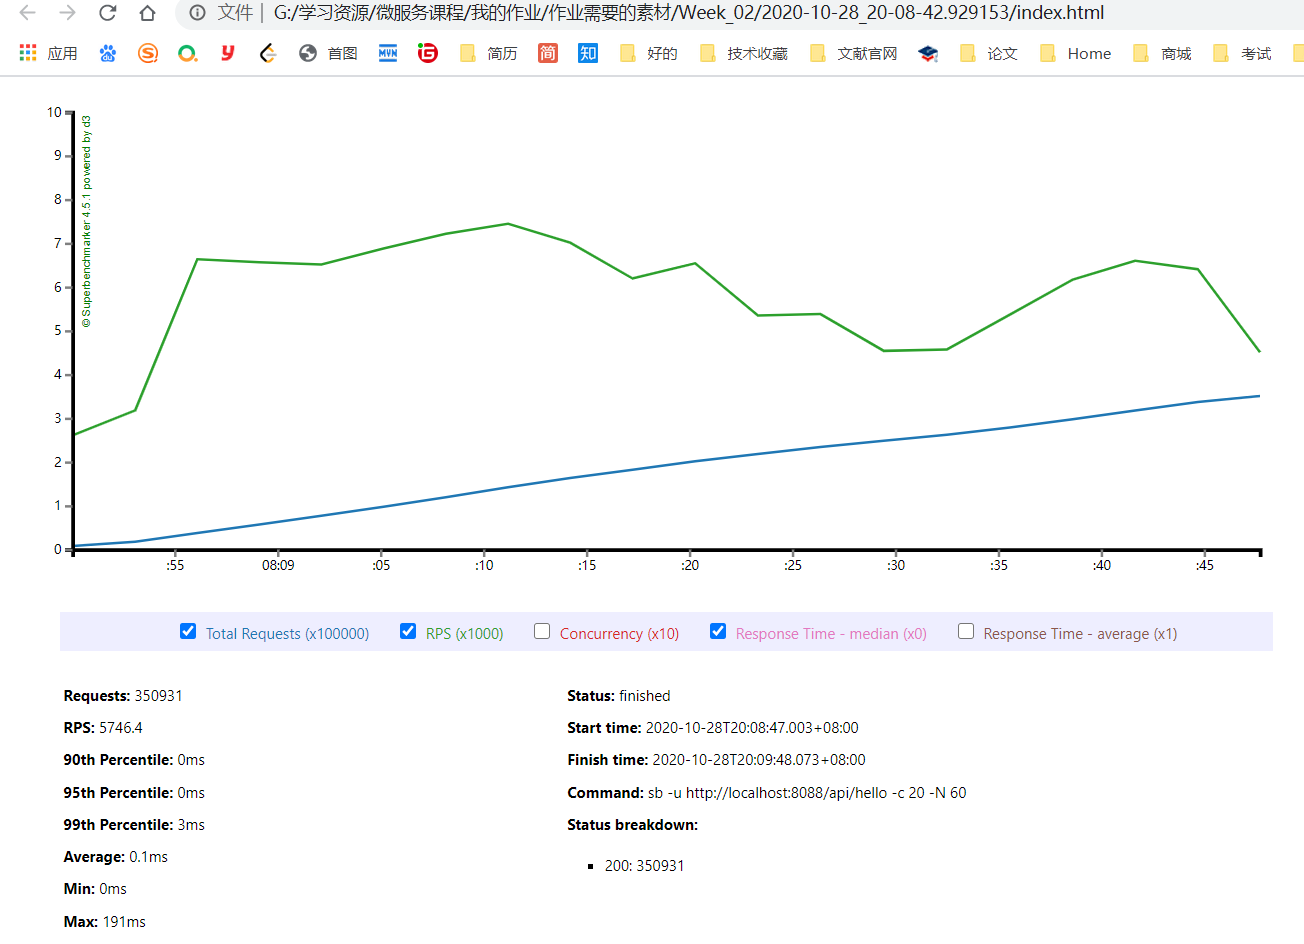 文件 | G:/学习资源/微服务课程/我的作业/作业需要的素材/Week_02/2020-10-28_20-08-42.929153/index.html
应用 du S y 首图 MVN G 简历 简 知 好的 技术收藏 文献官网 论文 Home 商城 考试
10
9
8
7
6
5
4
3
2
1
0
© Superbenchmarker 4.5.1 powered by d3
:55 08:09 :05 :10 :15 :20 :25 :30 :35 :40 :45
Total Requests (x100000) RPS (x1000) Concurrency (x10) Response Time - median (x0) Response Time - average (x1)
Requests: 350931
RPS: 5746.4
90th Percentile: 0ms
95th Percentile: 0ms
99th Percentile: 3ms
Average: 0.1ms
Min: 0ms
Max: 191ms
Status: finished
Start time: 2020-10-28T20:08:47.003+08:00
Finish time: 2020-10-28T20:09:48.073+08:00
Command: sb -u http://localhost:8088/api/hello -c 20 -N 60
Status breakdown:
200: 350931